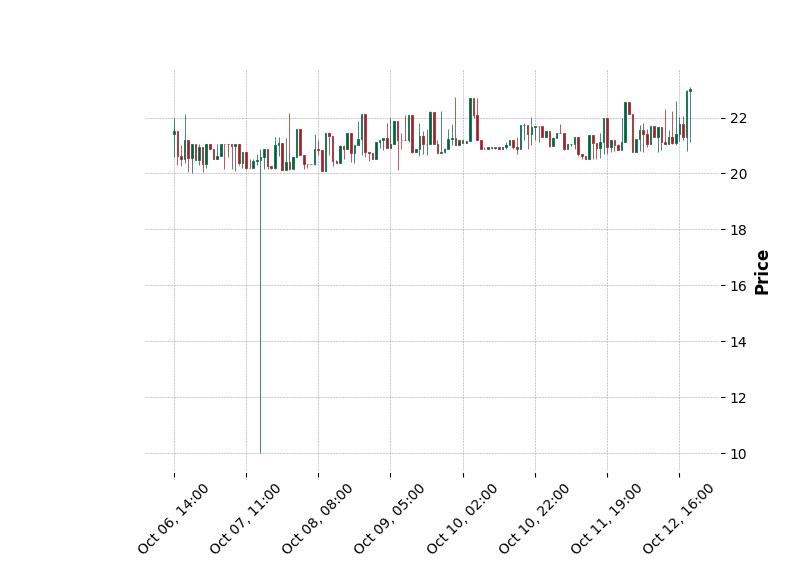 22
20
18
16
14
12
10
Price
Oct 06, 14:00
Oct 07, 11:00
Oct 08, 08:00
Oct 09, 05:00
Oct 10, 02:00
Oct 10, 22:00
Oct 11, 19:00
Oct 12, 16:00